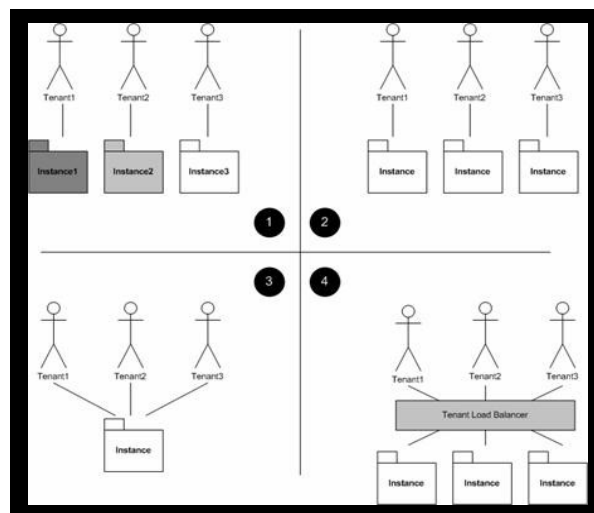 Tenant1 Tenant2 Tenant3
Instance1 Instance2 Instance3
Tenant1 Tenant2 Tenant3
Instance Instance Instance
1 2
3 4
Tenant1 Tenant2 Tenant3
Instance
Tenant1 Tenant2 Tenant3
Tenant Load Balancer
Instance Instance Instance